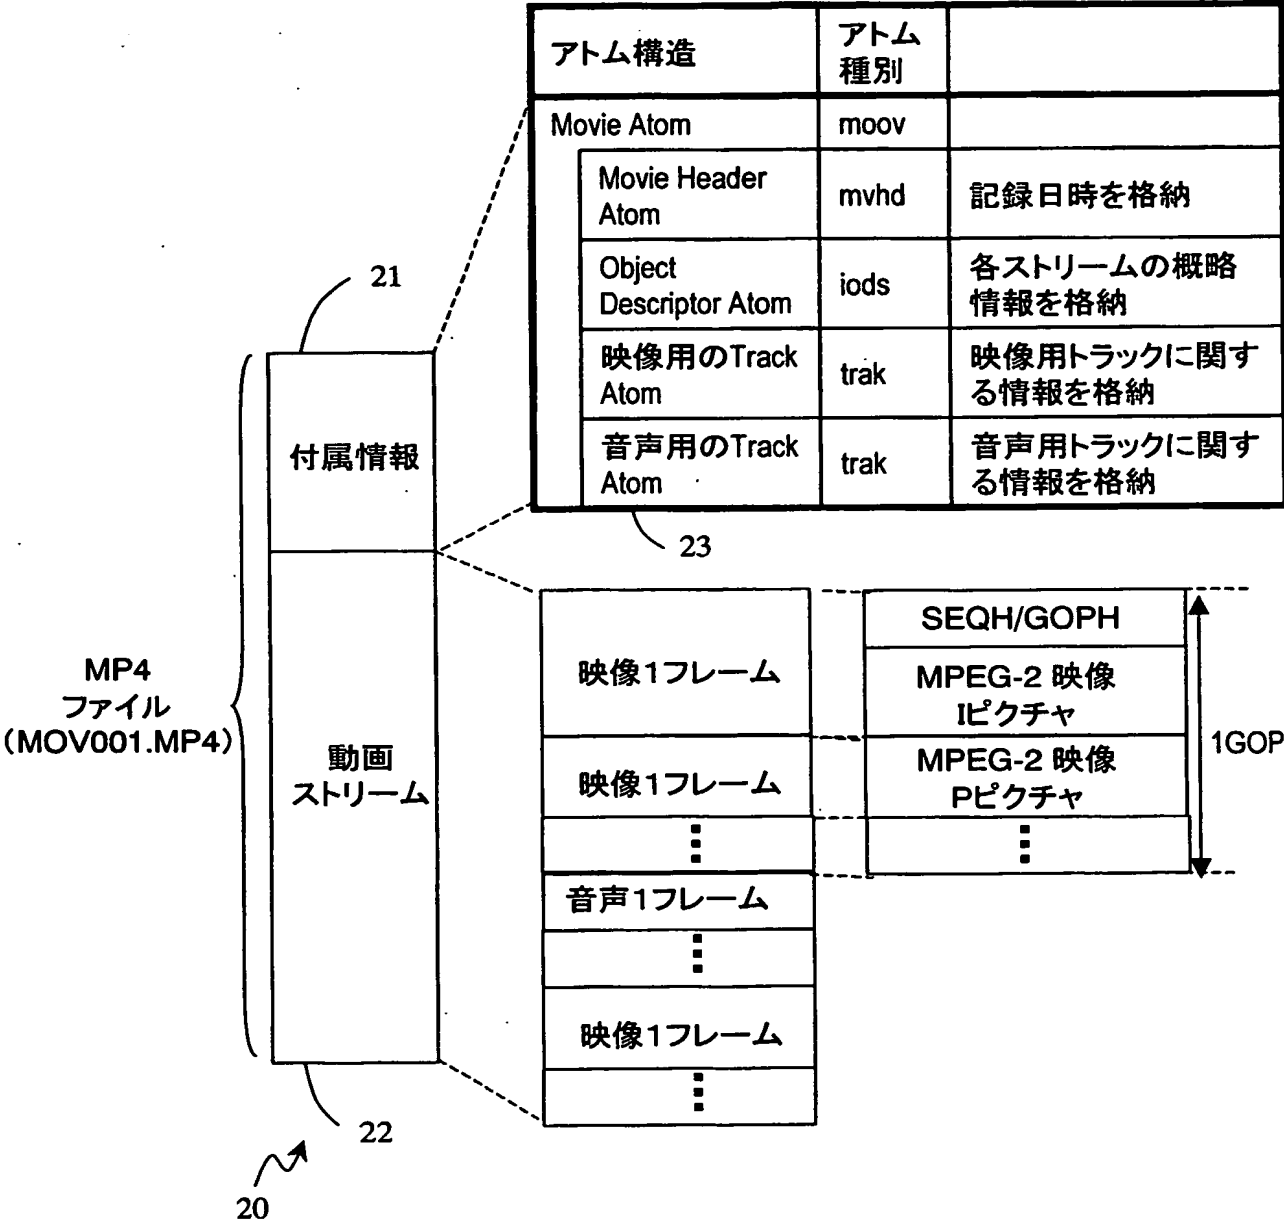 アトム構造
アトム
種別
Movie Atom
moov
Movie Header
Atom
mvhd
記録日時を格納
Object
Descriptor Atom
iods
各ストリームの概略
情報を格納
映像用のTrack
Atom
trak
映像用トラックに関す
る情報を格納
音声用のTrack
Atom
trak
音声用トラックに関す
る情報を格納
21
23
付属情報
MP4
ファイル
(MOV001.MP4)
動画
ストリーム
映像1フレーム
映像1フレーム
音声1フレーム
映像1フレーム
SEQH/GOPH
MPEG-2 映像
Iピクチャ
MPEG-2 映像
Pピクチャ
1GOP
22
20